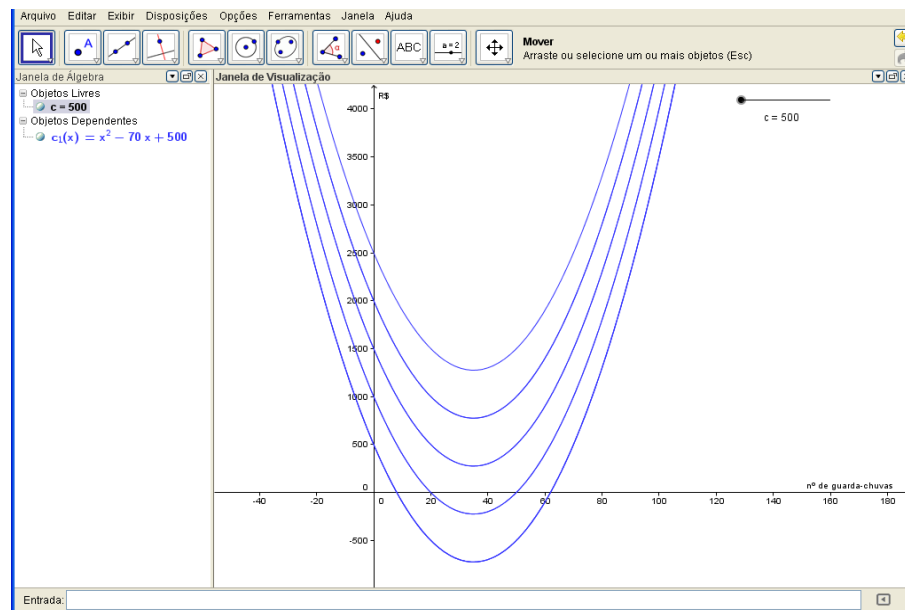 Arquivo Editar Exibir Disposições Opções Ferramentas Janela Ajuda
A
α
ABC
a = 2
Mover
Arraste ou selecione um ou mais objetos (Esc)
Janela de Álgebra
Janela de Visualização
Objetos Livres
c = 500
Objetos Dependentes
c₁(x) = x² − 70 x + 500
R$
c = 500
4000
3500
3000
2500
2000
1500
1000
500
0
-500
nº de guarda-chuvas
-40 -20 0 20 40 60 80 100 120 140 160 180
Entrada: